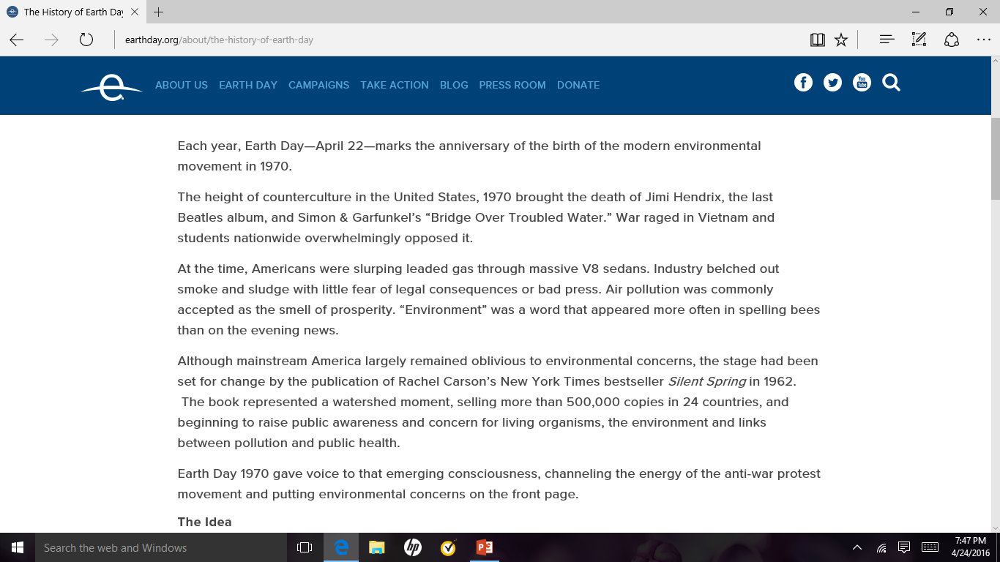 The History of Earth Day
earthday.org/about/the-history-of-earth-day
ABOUT US EARTH DAY CAMPAIGNS TAKE ACTION BLOG PRESS ROOM DONATE
You
Tube
Each year, Earth Day—April 22—marks the anniversary of the birth of the modern environmental
movement in 1970.
The height of counterculture in the United States, 1970 brought the death of Jimi Hendrix, the last
Beatles album, and Simon & Garfunkel’s “Bridge Over Troubled Water.” War raged in Vietnam and
students nationwide overwhelmingly opposed it.
At the time, Americans were slurping leaded gas through massive V8 sedans. Industry belched out
smoke and sludge with little fear of legal consequences or bad press. Air pollution was commonly
accepted as the smell of prosperity. “Environment” was a word that appeared more often in spelling bees
than on the evening news.
Although mainstream America largely remained oblivious to environmental concerns, the stage had been
set for change by the publication of Rachel Carson’s New York Times bestseller Silent Spring in 1962.
The book represented a watershed moment, selling more than 500,000 copies in 24 countries, and
beginning to raise public awareness and concern for living organisms, the environment and links
between pollution and public health.
Earth Day 1970 gave voice to that emerging consciousness, channeling the energy of the anti-war protest
movement and putting environmental concerns on the front page.
The Idea
Search the web and Windows
hp
7:47 PM
4/24/2016